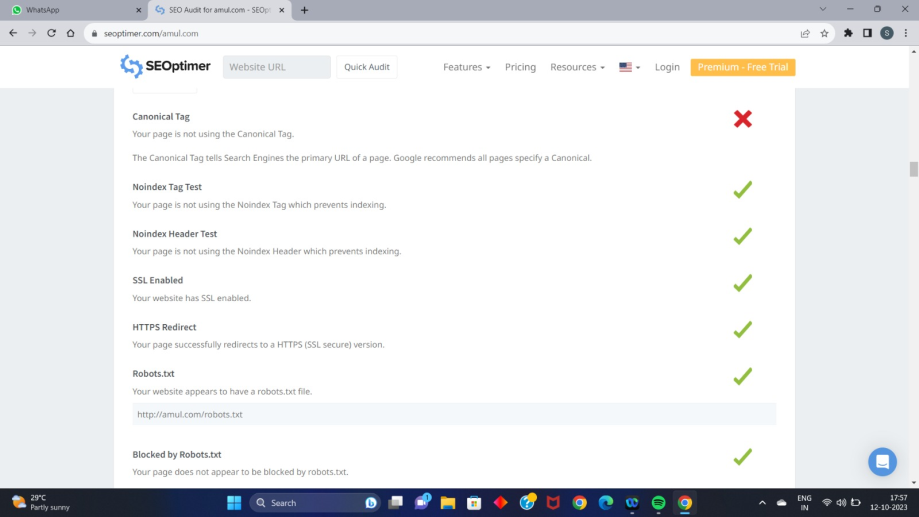 WhatsApp
SEO Audit for amul.com - SEOpt
seoptimer.com/amul.com
S
SEOptimer
Website URL
Quick Audit
Features
Pricing
Resources
Login
Premium - Free Trial
Canonical Tag
Your page is not using the Canonical Tag.
The Canonical Tag tells Search Engines the primary URL of a page. Google recommends all pages specify a Canonical.
Noindex Tag Test
Your page is not using the Noindex Tag which prevents indexing.
Noindex Header Test
Your page is not using the Noindex Header which prevents indexing.
SSL Enabled
Your website has SSL enabled.
HTTPS Redirect
Your page successfully redirects to a HTTPS (SSL secure) version.
Robots.txt
Your website appears to have a robots.txt file.
http://amul.com/robots.txt
Blocked by Robots.txt
Your page does not appear to be blocked by robots.txt.
29°C
Partly sunny
Search
1
ENG
IN
17:57
12-10-2023